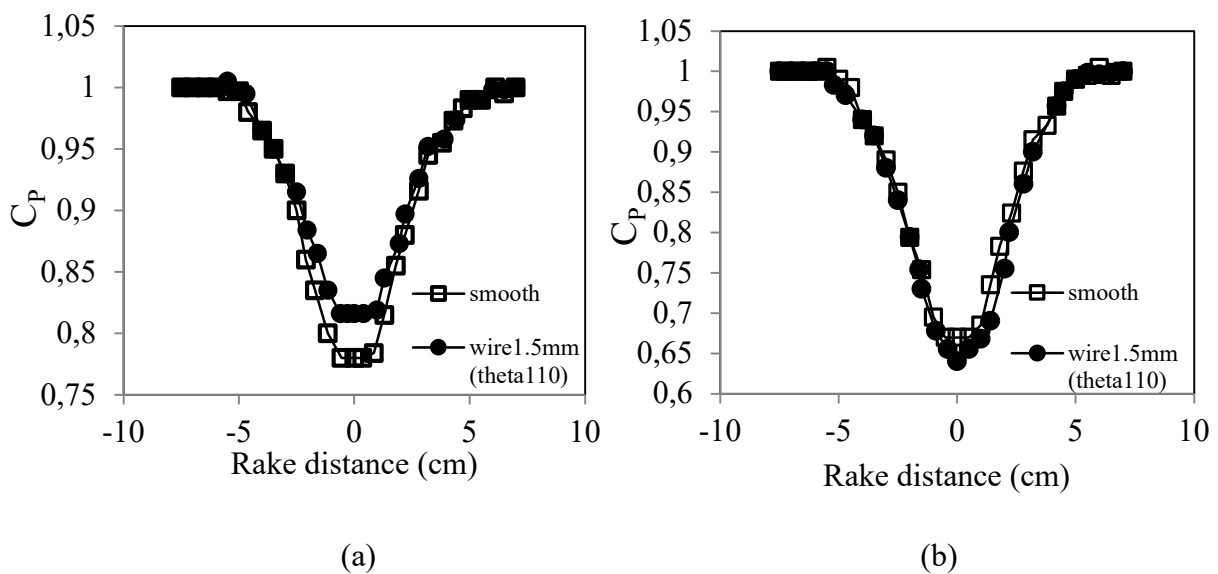 1,05
1
0,95
0,9
0,85
0,8
0,75
C_P
-10
-5
0
5
10
Rake distance (cm)
smooth
wire1.5mm
(theta110)
(a)
1,05
1
0,95
0,9
0,85
0,8
0,75
0,7
0,65
0,6
C_P
-10
-5
0
5
10
Rake distance (cm)
smooth
wire1.5mm
(theta110)
(b)